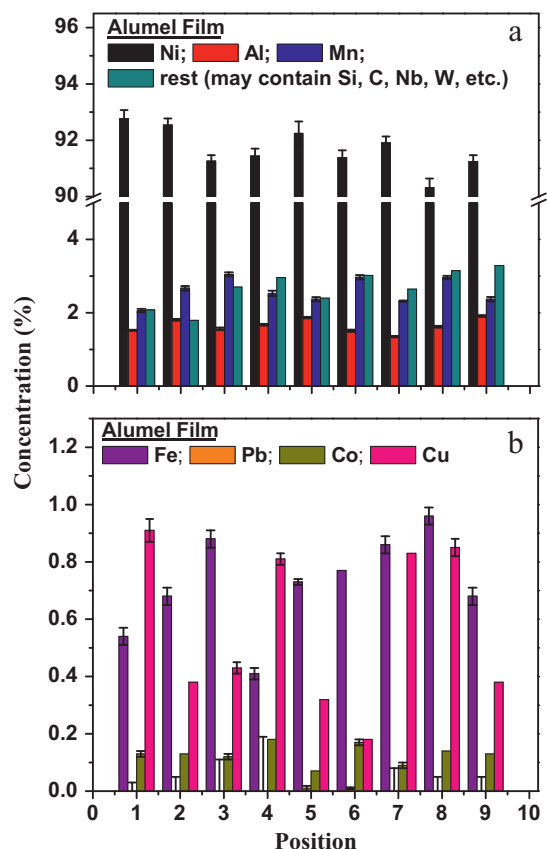 Alumel Film
a
Ni; Al; Mn;
rest (may contain Si, C, Nb, W, etc.)
96
94
92
90
4
2
0
Concentration (%)
Alumel Film
b
Fe; Pb; Co; Cu
1.2
1.0
0.8
0.6
0.4
0.2
0.0
0 1 2 3 4 5 6 7 8 9 10
Position